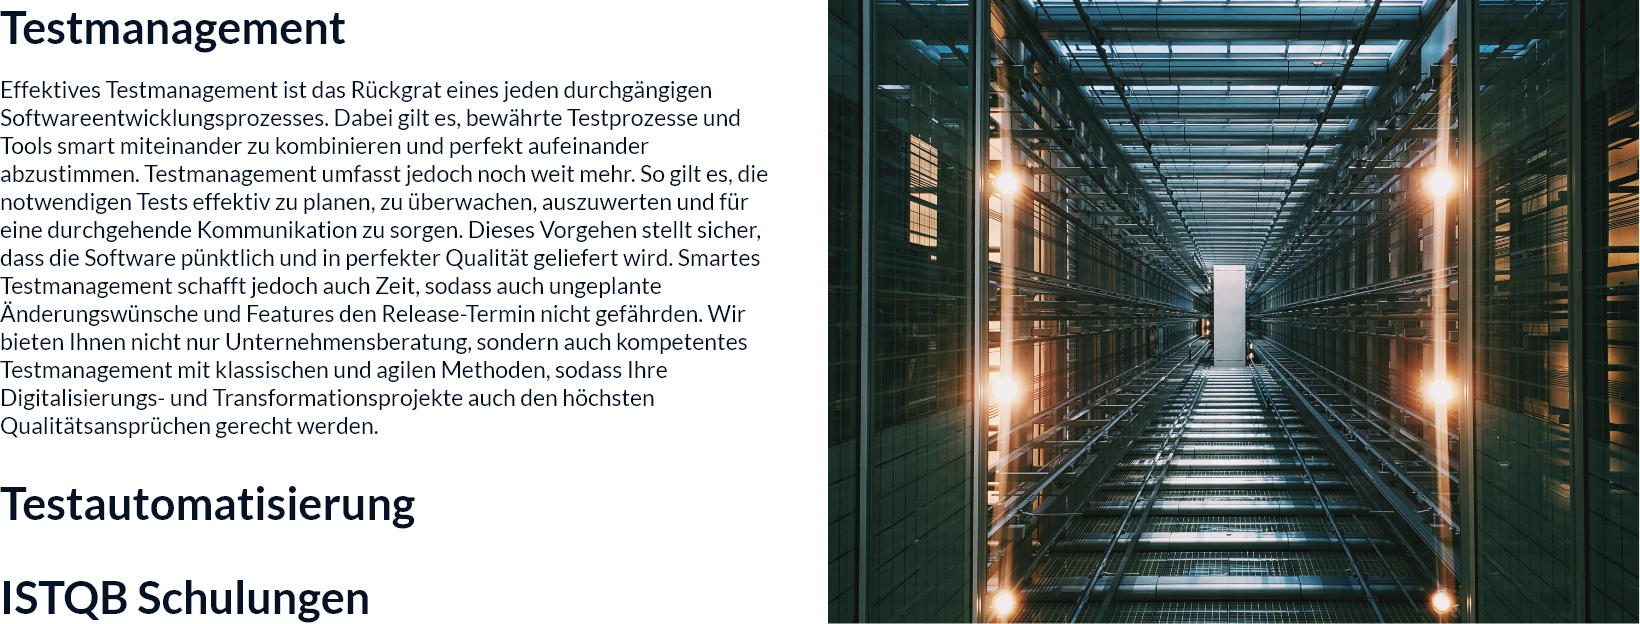 Testmanagement
Effektives Testmanagement ist das Rückgrat eines jeden durchgängigen
Softwareentwicklungsprozesses. Dabei gilt es, bewährte Testprozesse und
Tools smart miteinander zu kombinieren und perfekt aufeinander
abzustimmen. Testmanagement umfasst jedoch noch weit mehr. So gilt es, die
notwendigen Tests effektiv zu planen, zu überwachen, auszuwerten und für
eine durchgehende Kommunikation zu sorgen. Dieses Vorgehen stellt sicher,
dass die Software pünktlich und in perfekter Qualität geliefert wird. Smartes
Testmanagement schafft jedoch auch Zeit, sodass auch ungeplante
Änderungswünsche und Features den Release-Termin nicht gefährden. Wir
bieten Ihnen nicht nur Unternehmensberatung, sondern auch kompetentes
Testmanagement mit klassischen und agilen Methoden, sodass Ihre
Digitalisierungs- und Transformationsprojekte auch den höchsten
Qualitätsansprüchen gerecht werden.
Testautomatisierung
ISTQB Schulungen